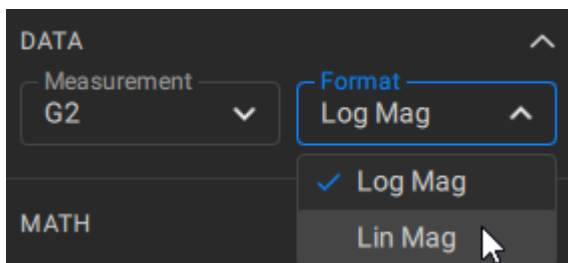 DATA
Measurement
G2
Format
Log Mag
Log Mag
Lin Mag
MATH